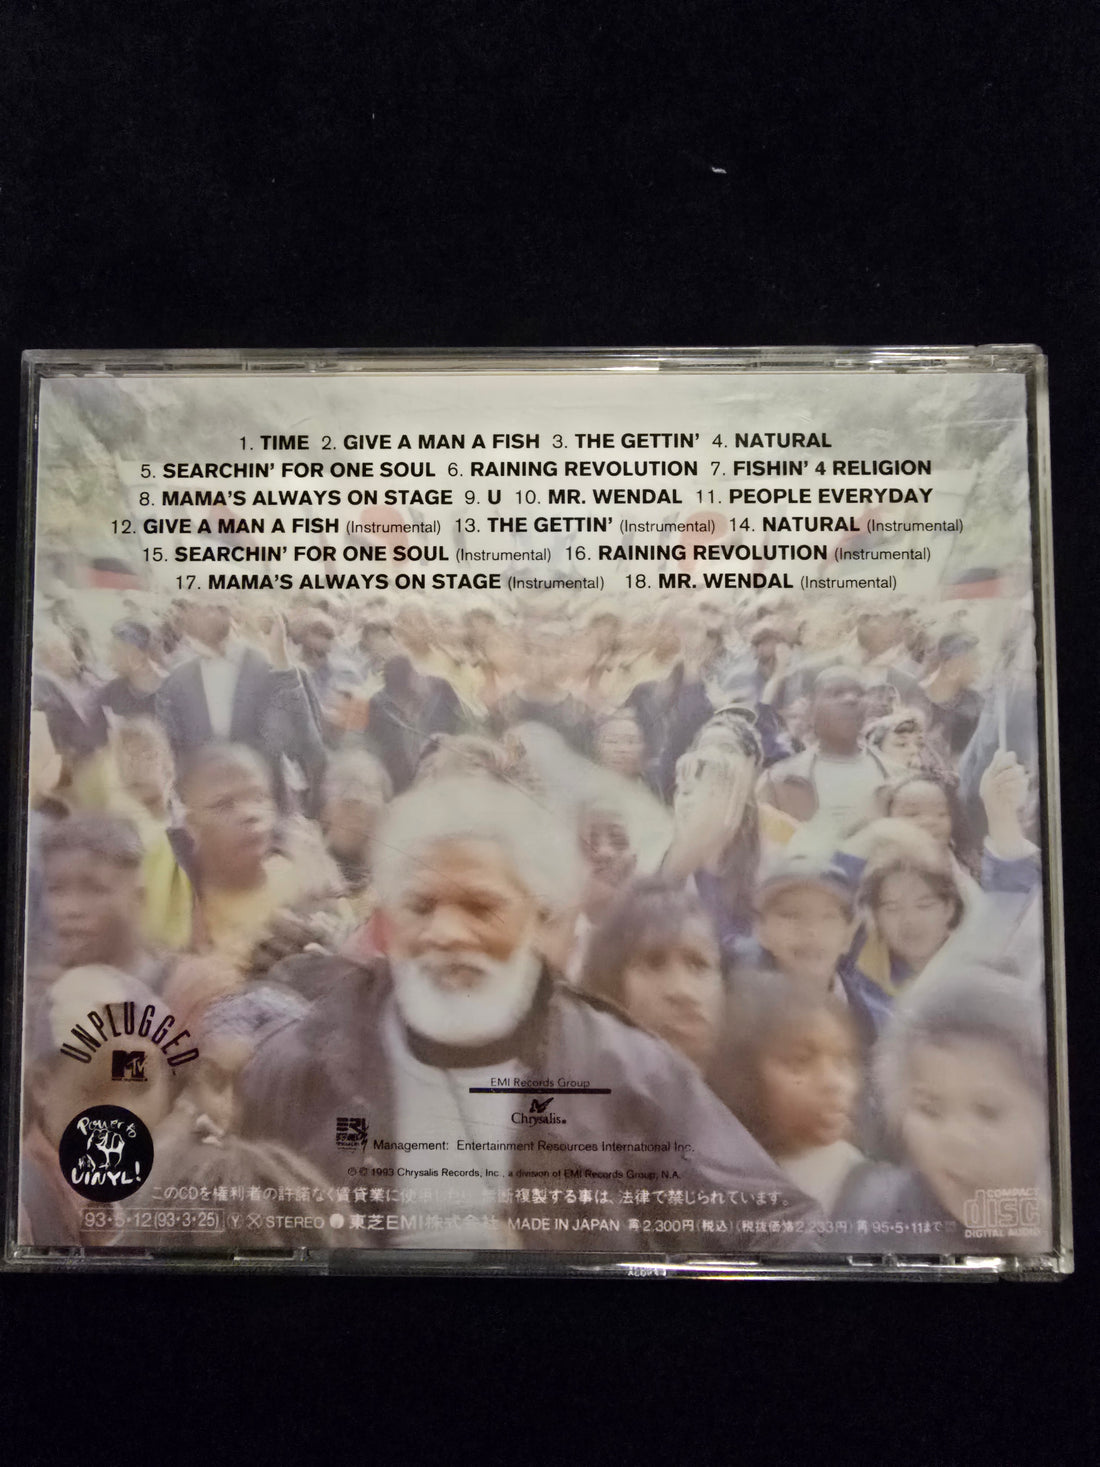 1. TIME 2. GIVE A MAN A FISH 3. THE GETTIN' 4. NATURAL
5. SEARCHIN' FOR ONE SOUL 6. RAINING REVOLUTION 7. FISHIN' 4 RELIGION
8. MAMA'S ALWAYS ON STAGE 9. U 10. MR. WENDAL 11. PEOPLE EVERYDAY
12. GIVE A MAN A FISH (Instrumental) 13. THE GETTIN' (Instrumental) 14. NATURAL (Instrumental)
15. SEARCHIN' FOR ONE SOUL (Instrumental) 16. RAINING REVOLUTION (Instrumental)
17. MAMA'S ALWAYS ON STAGE (Instrumental) 18. MR. WENDAL (Instrumental)
UNPLUGGED
MTV
EMI Records Group
Chrysalis®
Power to
VINYL!
ERI
Management: Entertainment Resources International Inc.
℗ © 1993 Chrysalis Records, Inc., a division of EMI Records Group, N.A.
このCDを権利者の許諾なく賃貸業に使用したり、無断複製する事は、法律で禁じられています。
93・5・12(93・3・25) Y X STEREO ● 東芝EMI株式会社 MADE IN JAPAN 2,300円(税込)(税抜価格2,233円) 95・5・11まで
COMPACT
disc
DIGITAL AUDIO